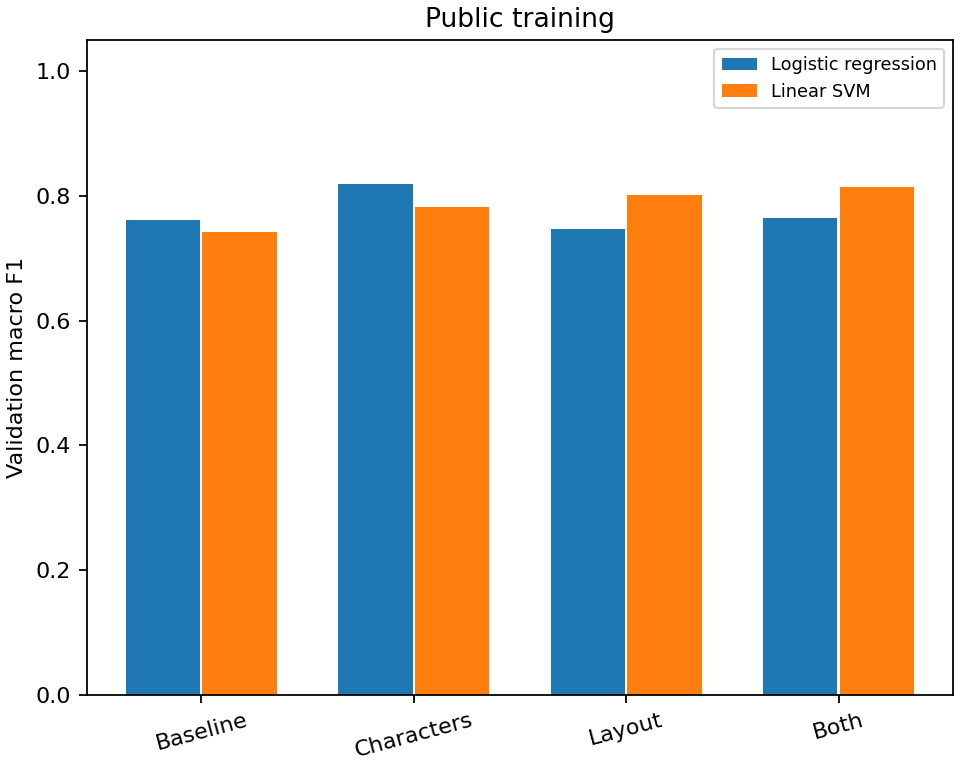 Public training
Logistic regression
Linear SVM
Validation macro F1
1.0
0.8
0.6
0.4
0.2
0.0
Baseline
Characters
Layout
Both